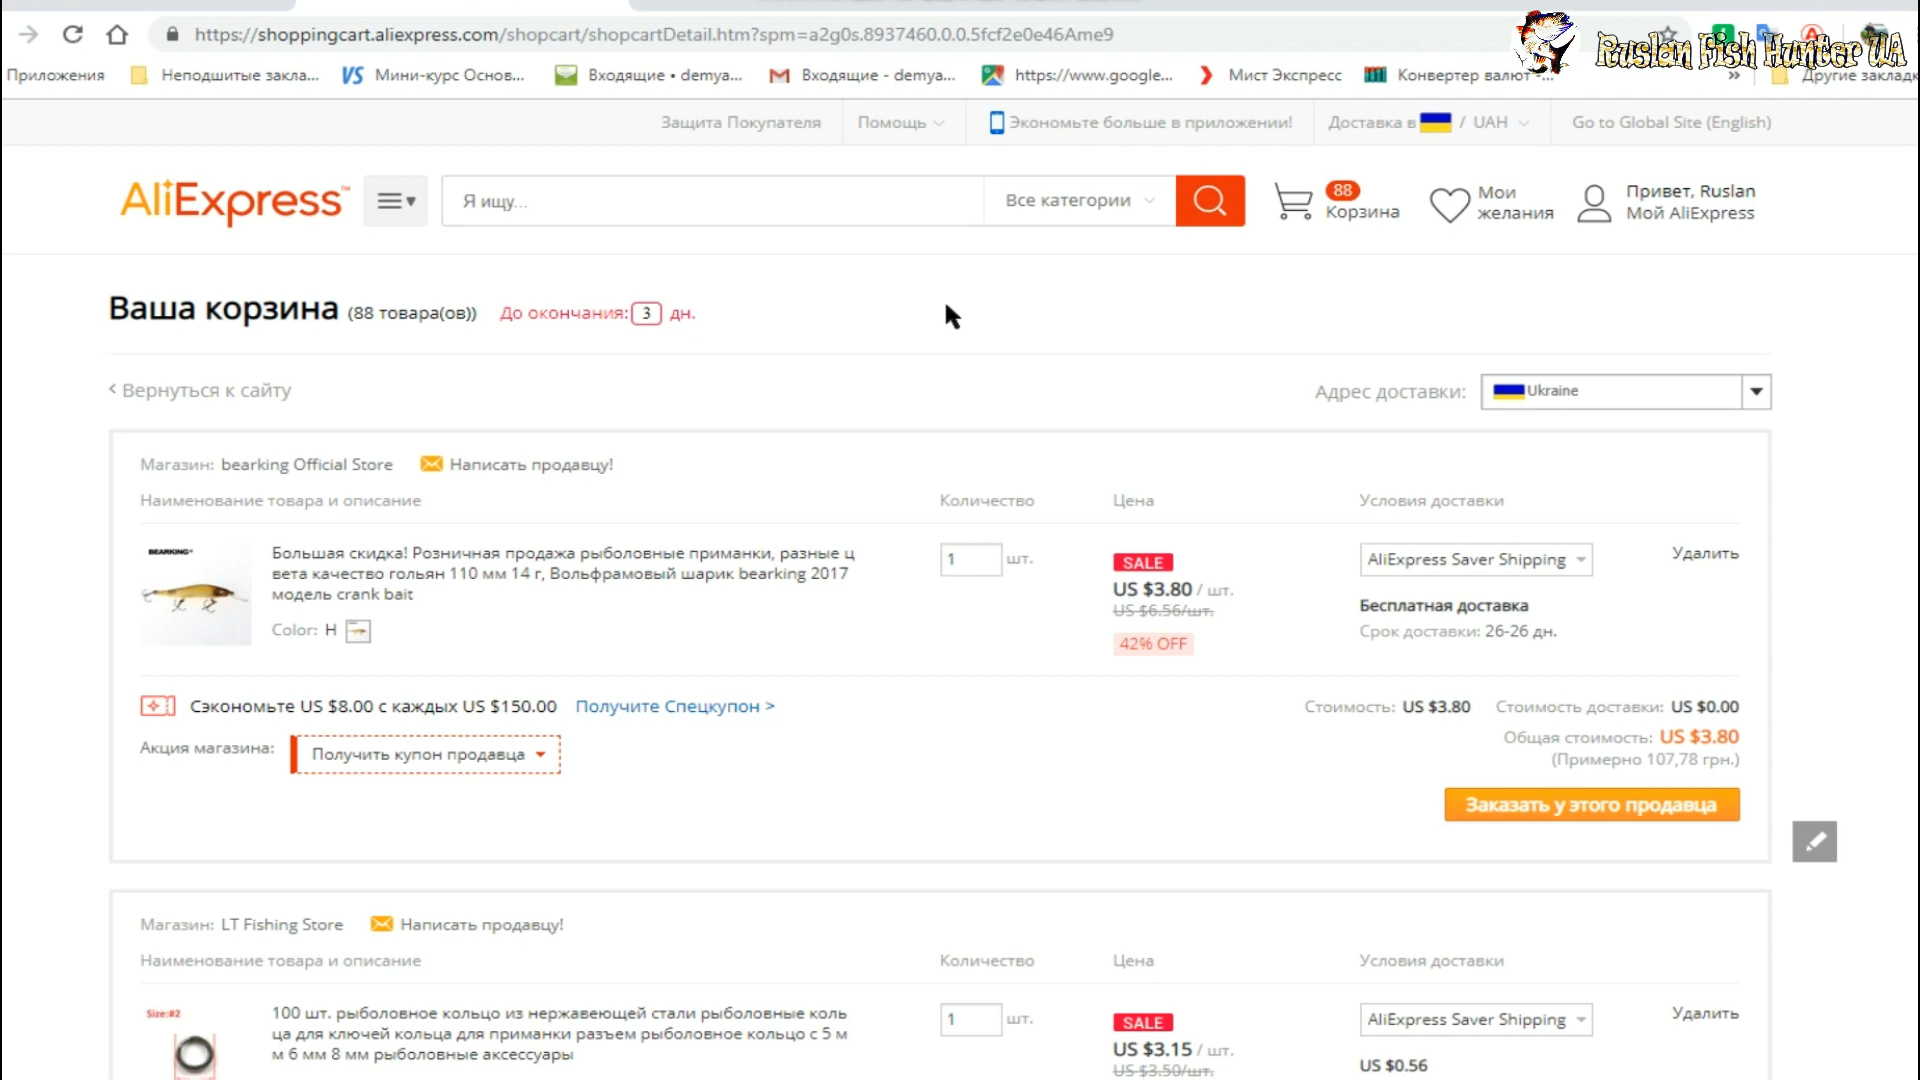 https://shoppingcart.aliexpress.com/shopcart/shopcartDetail.htm?spm=a2g0s.8937460.0.0.5fcf2e0e46Ame9
Ruslan Fish Hunter UA
Приложения Неподшитые закла... VS Мини-курс Основ... Входящие • demya... Входящие - demya... https://www.google... Мист Экспресс Конвертер валют -... » Другие закладк
Защита Покупателя Помощь Экономьте больше в приложении! Доставка в / UAH Go to Global Site (English)
AliExpress™ Я ищу... Все категории 88 Корзина Мои желания Привет, Ruslan
Мой AliExpress
Ваша корзина (88 товара(ов)) До окончания: 3 дн.
< Вернуться к сайту Адрес доставки: Ukraine
Магазин: bearking Official Store Написать продавцу!
Наименование товара и описание Количество Цена Условия доставки
BEARKING®
Большая скидка! Розничная продажа рыболовные приманки, разные ц
вета качество гольян 110 мм 14 г, Вольфрамовый шарик bearking 2017
модель crank bait
Color: H
1 шт.
SALE
US $3.80 / шт.
US $6.56/шт.
42% OFF
AliExpress Saver Shipping
Бесплатная доставка
Срок доставки: 26-26 дн.
Удалить
Сэкономьте US $8.00 с каждых US $150.00 Получите Спецкупон >
Акция магазина: Получить купон продавца
Стоимость: US $3.80 Стоимость доставки: US $0.00
Общая стоимость: US $3.80
(Примерно 107,78 грн.)
Заказать у этого продавца
Магазин: LT Fishing Store Написать продавцу!
Наименование товара и описание Количество Цена Условия доставки
Size:#2
100 шт. рыболовное кольцо из нержавеющей стали рыболовные коль
ца для ключей кольца для приманки разъем рыболовное кольцо с 5 м
м 6 мм 8 мм рыболовные аксессуары
1 шт.
SALE
US $3.15 / шт.
US $3.50/шт.
AliExpress Saver Shipping
US $0.56
Удалить